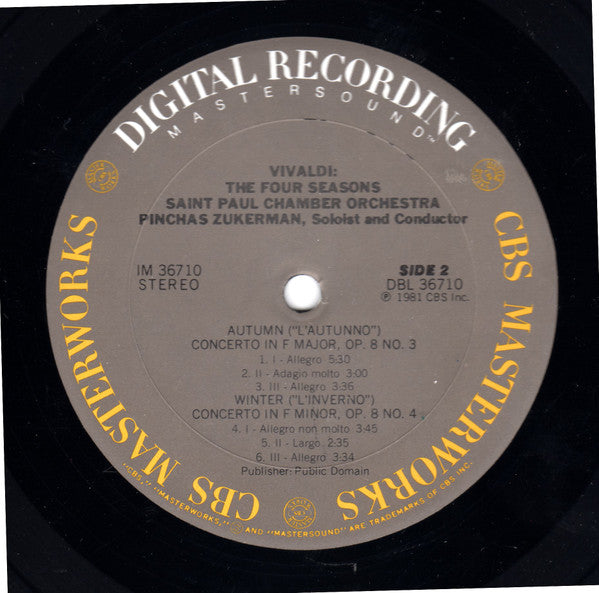 DIGITAL RECORDING
MASTERSOUND™
VIVALDI:
THE FOUR SEASONS
SAINT PAUL CHAMBER ORCHESTRA
PINCHAS ZUKERMAN, Soloist and Conductor
IM 36710
STEREO
SIDE 2
DBL 36710
℗ 1981 CBS Inc.
AUTUMN ("L'AUTUNNO")
CONCERTO IN F MAJOR, OP. 8 NO. 3
1. I - Allegro 5:30
2. II - Adagio molto 3:00
3. III - Allegro 3:36
WINTER ("L'INVERNO")
CONCERTO IN F MINOR, OP. 8 NO. 4
4. I - Allegro non molto 3:45
5. II - Largo 2:35
6. III - Allegro 3:34
Publisher: Public Domain
CBS MASTERWORKS
CBS MASTERWORKS
"CBS," "MASTERWORKS," AND "MASTERSOUND" ARE TRADEMARKS OF CBS INC.